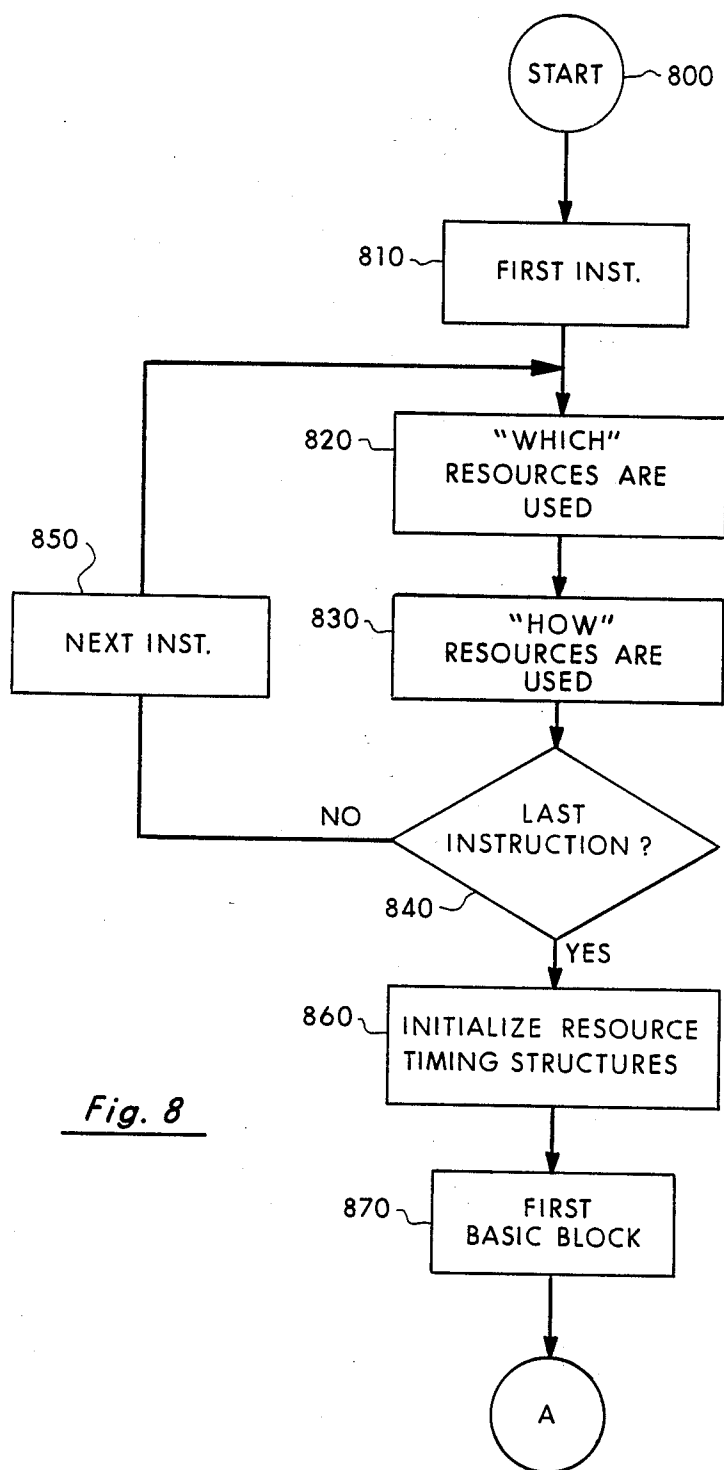 START
800
810
FIRST INST.
820
"WHICH"
RESOURCES ARE
USED
850
NEXT INST.
830
"HOW"
RESOURCES ARE
USED
NO
LAST
INSTRUCTION ?
840
YES
860
INITIALIZE RESOURCE
TIMING STRUCTURES
Fig. 8
870
FIRST
BASIC BLOCK
A